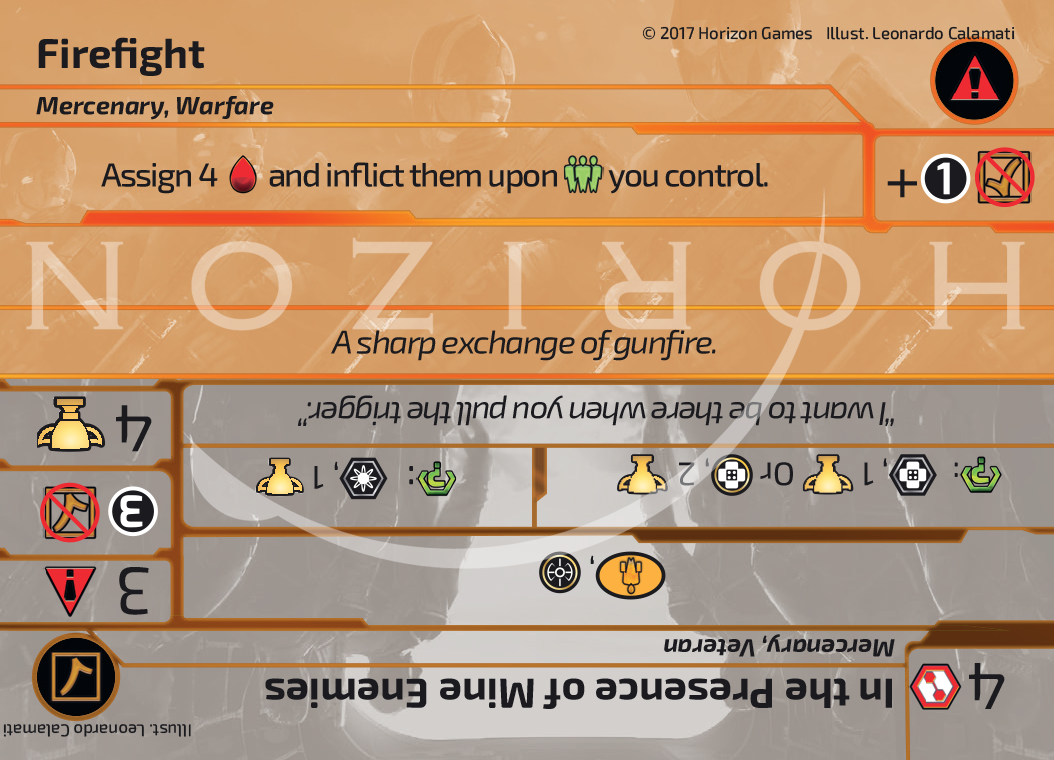 © 2017 Horizon Games Illust. Leonardo Calamati
Firefight
Mercenary, Warfare
Assign 4 and inflict them upon you control.
+ 1
HORIZON
A sharp exchange of gunfire.
4
In the Presence of Mine Enemies
Mercenary, Veteran
Illust. Leonardo Calamati
3
,
3
: , 1 Or , 2
: , 1
4
“I want to be there when you pull the trigger.”